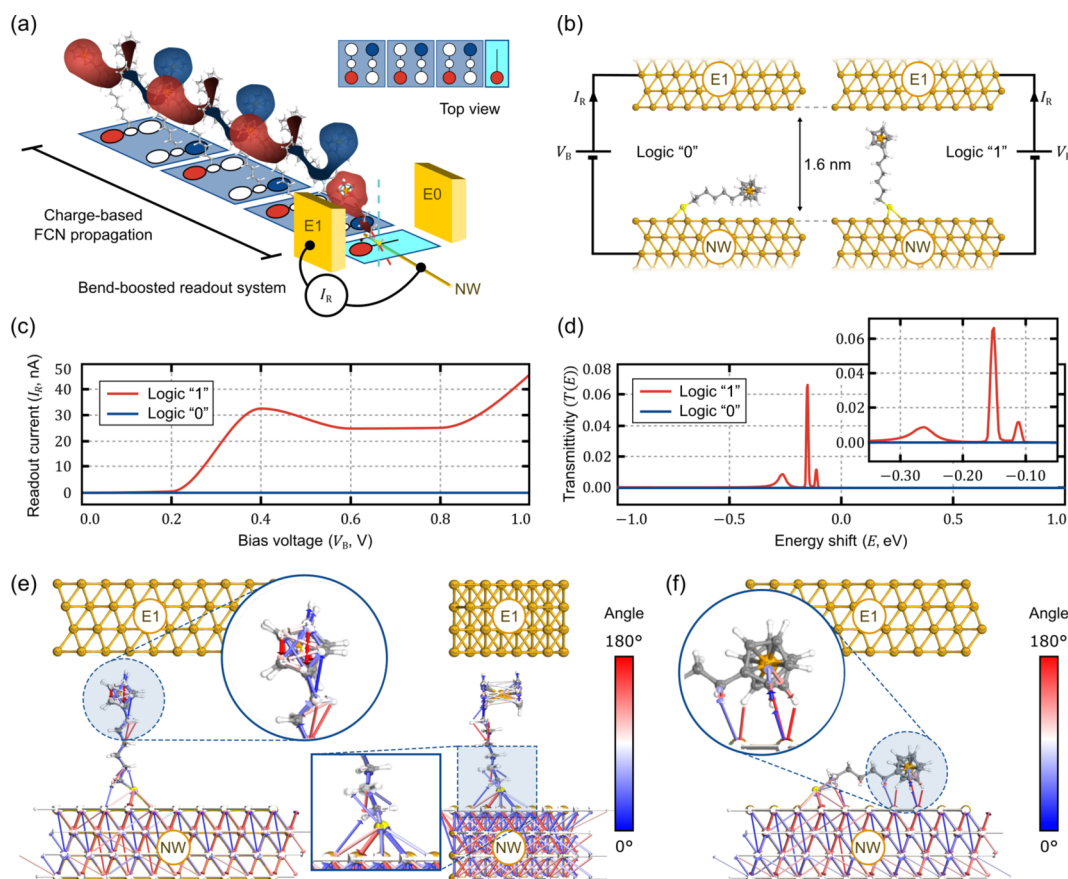 (a)
Top view
Charge-based
FCN propagation
E1
E0
Bend-boosted readout system
I_R
NW
(b)
E1
E1
I_R
I_R
V_B
Logic “0”
1.6 nm
Logic “1”
NW
NW
(c)
Readout current (I_R, nA)
50
40
30
20
10
0
Logic “1”
Logic “0”
0.0
0.2
0.4
0.6
0.8
1.0
Bias voltage (V_B, V)
(d)
Transmittivity (T(E))
0.08
0.06
0.04
0.02
0.00
Logic “1”
Logic “0”
0.06
0.04
0.02
0.00
−0.30
−0.20
−0.10
−1.0
−0.5
0.0
0.5
1.0
Energy shift (E, eV)
(e)
E1
E1
Angle
180°
0°
NW
NW
(f)
E1
Angle
180°
0°
NW